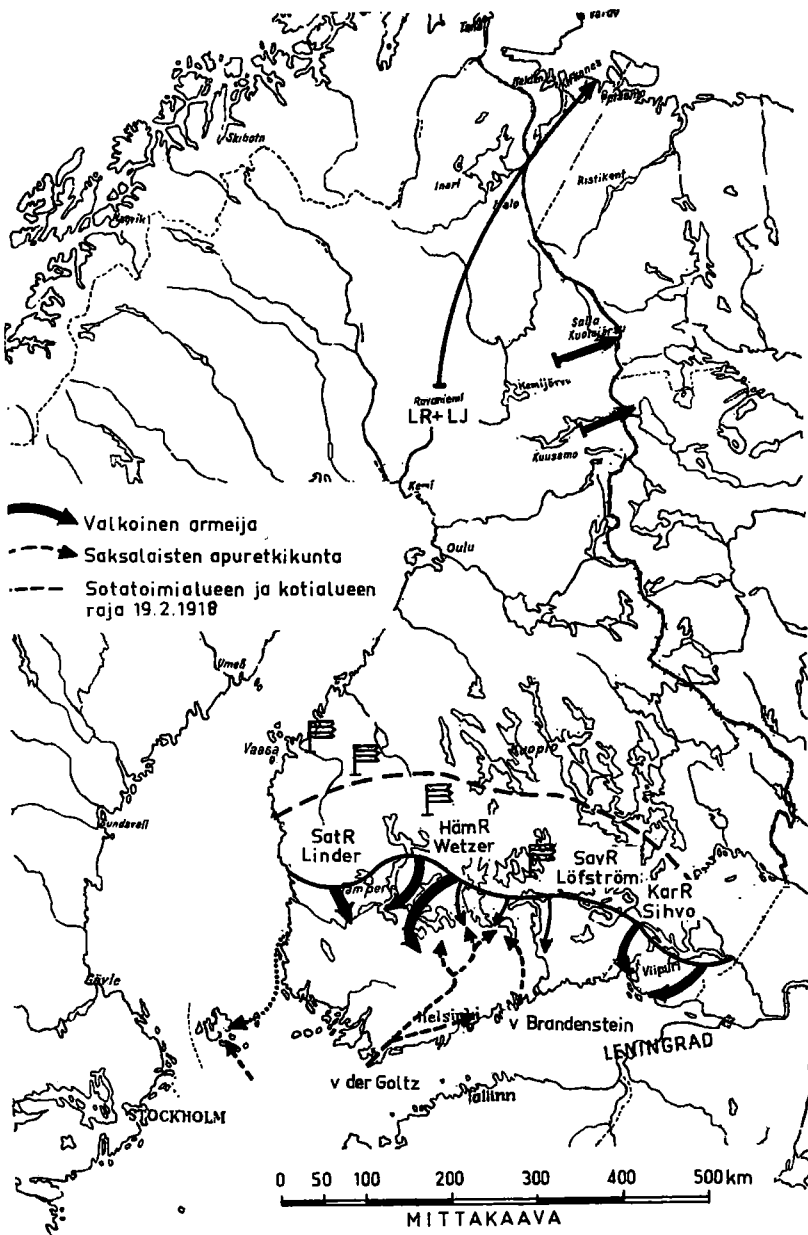 Skibotn
Inari
Ristikent
Salla
Kuolajärvi
Kemijärvi
Rovaniemi
LR+LJ
Kuusamo
Kemi
Valkoinen armeija
Saksalaisten apuretkikunta
Sotatoimialueen ja kotialueen
raja 19.2.1918
Oulu
Umeå
Vaasa
Kuopio
Sundsvall
SatR
Linder
HämR
Wetzer
SavR
Löfström
KarR
Sihvo
Tampere
Viipuri
Gävle
Helsinki
v Brandenstein
LENINGRAD
v der Goltz
Tallinn
STOCKHOLM
0 50 100 200 300 400 500 km
MITTAKAAVA